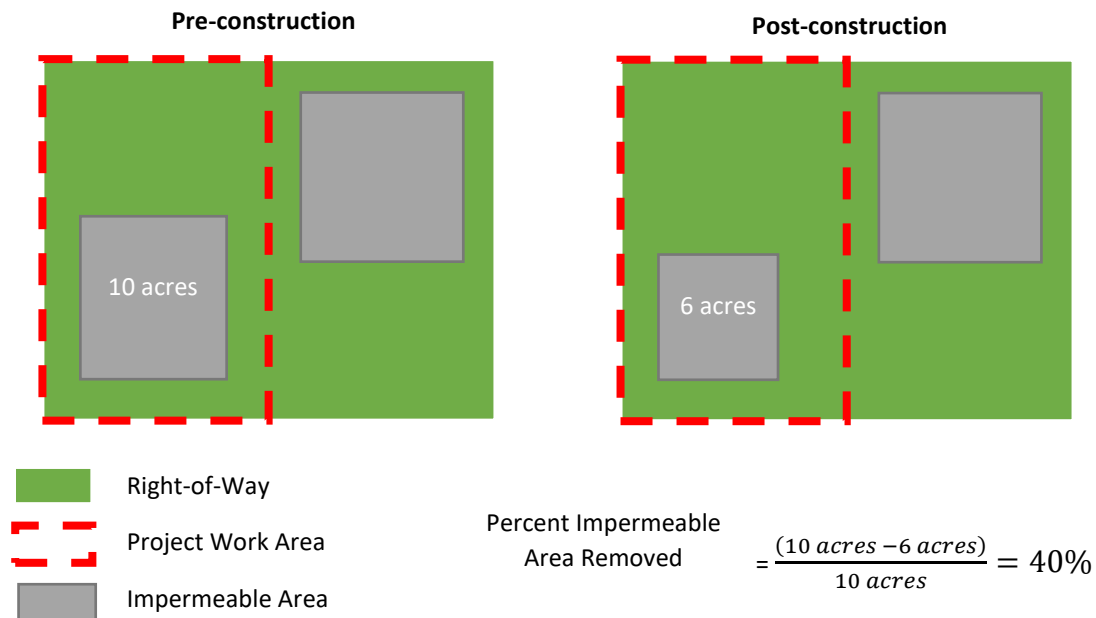 Pre-construction
Post-construction
10 acres
6 acres
Right-of-Way
Project Work Area
Impermeable Area
Percent Impermeable
Area Removed
= (10 acres −6 acres) / 10 acres = 40%